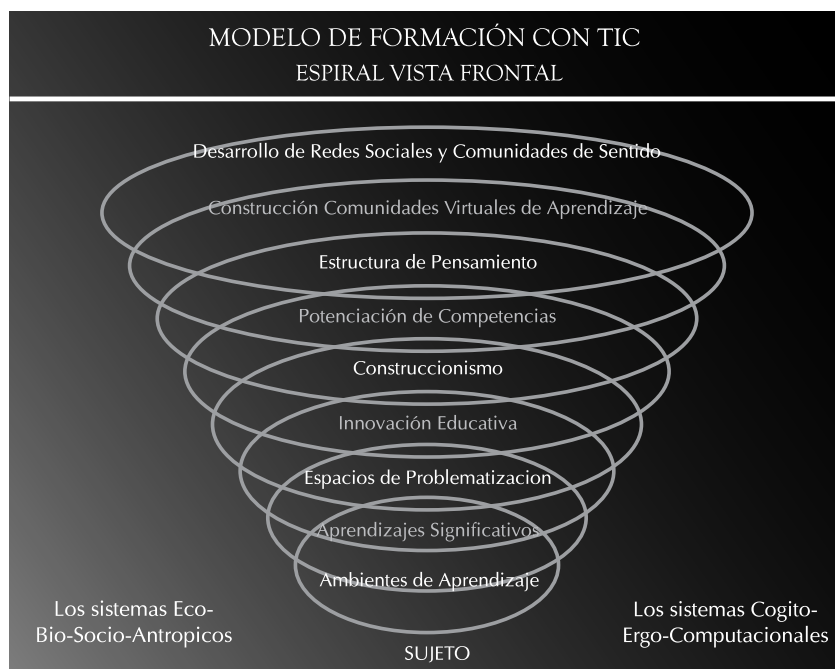 MODELO DE FORMACIÓN CON TIC
ESPIRAL VISTA FRONTAL
Desarrollo de Redes Sociales y Comunidades de Sentido
Construcción Comunidades Virtuales de Aprendizaje
Estructura de Pensamiento
Potenciación de Competencias
Construccionismo
Innovación Educativa
Espacios de Problematizacion
Aprendizajes Significativos
Ambientes de Aprendizaje
Los sistemas Eco-
Bio-Socio-Antropicos
Los sistemas Cogito-
Ergo-Computacionales
SUJETO